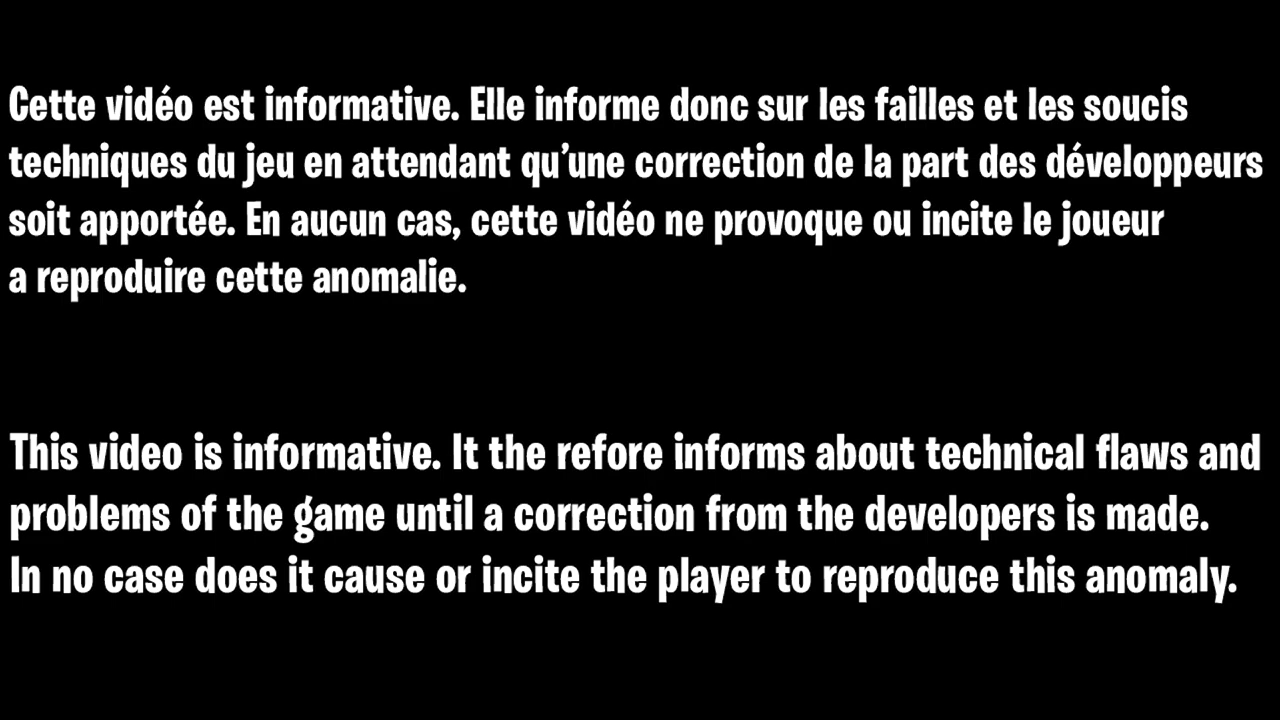 Cette vidéo est informative. Elle informe donc sur les failles et les soucis
techniques du jeu en attendant qu’une correction de la part des développeurs
soit apportée. En aucun cas, cette vidéo ne provoque ou incite le joueur
a reproduire cette anomalie.
This video is informative. It the refore informs about technical flaws and
problems of the game until a correction from the developers is made.
In no case does it cause or incite the player to reproduce this anomaly.